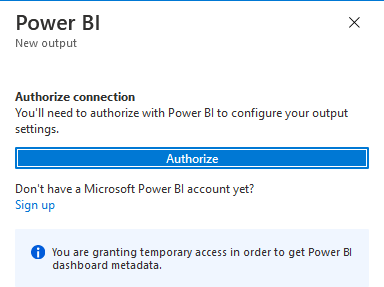 Power BI
New output
Authorize connection
You'll need to authorize with Power BI to configure your output
settings.
Authorize
Don't have a Microsoft Power BI account yet?
Sign up
You are granting temporary access in order to get Power BI
dashboard metadata.